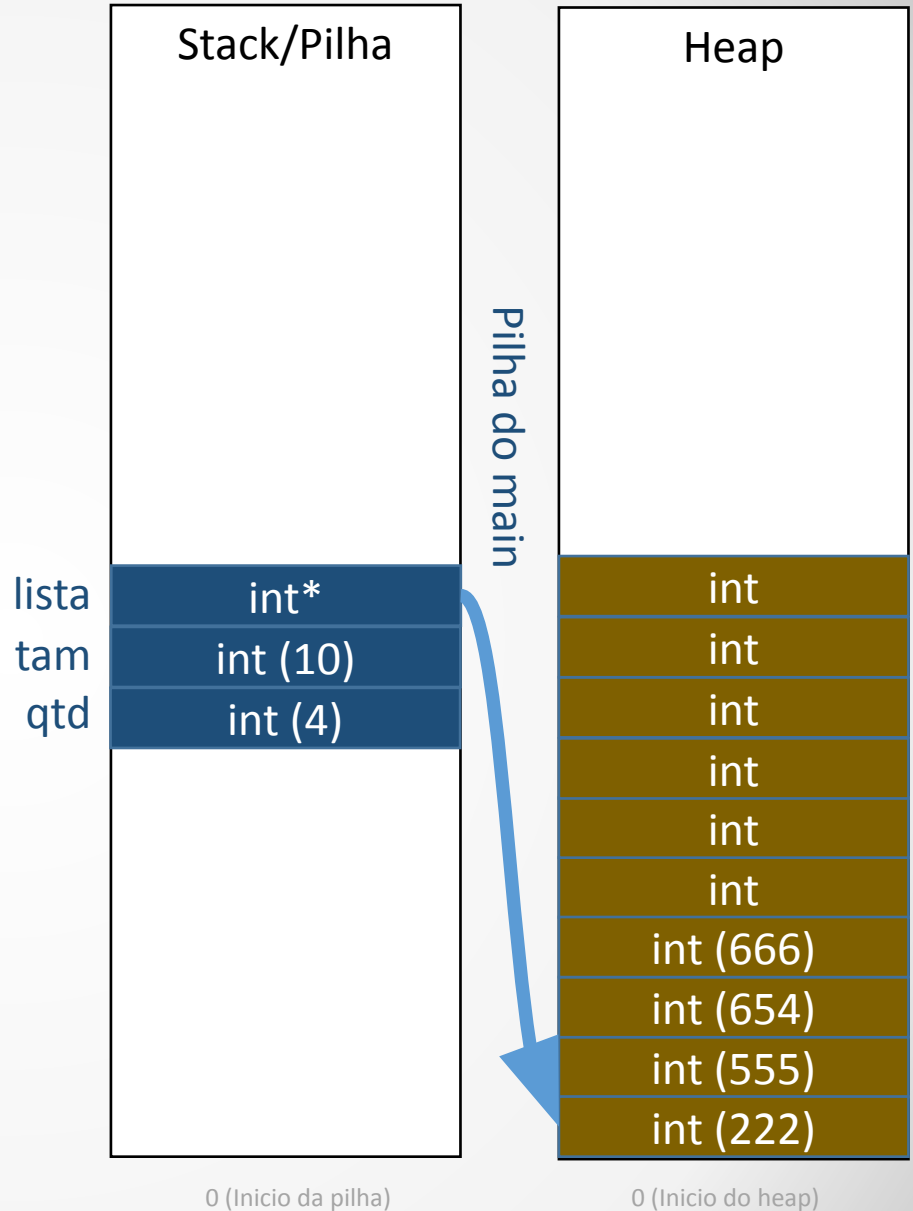 Stack/Pilha
Heap
Pilha do main
lista
int*
tam
int (10)
qtd
int (4)
int
int
int
int
int
int
int (666)
int (654)
int (555)
int (222)
0 (Inicio da pilha)
0 (Inicio do heap)